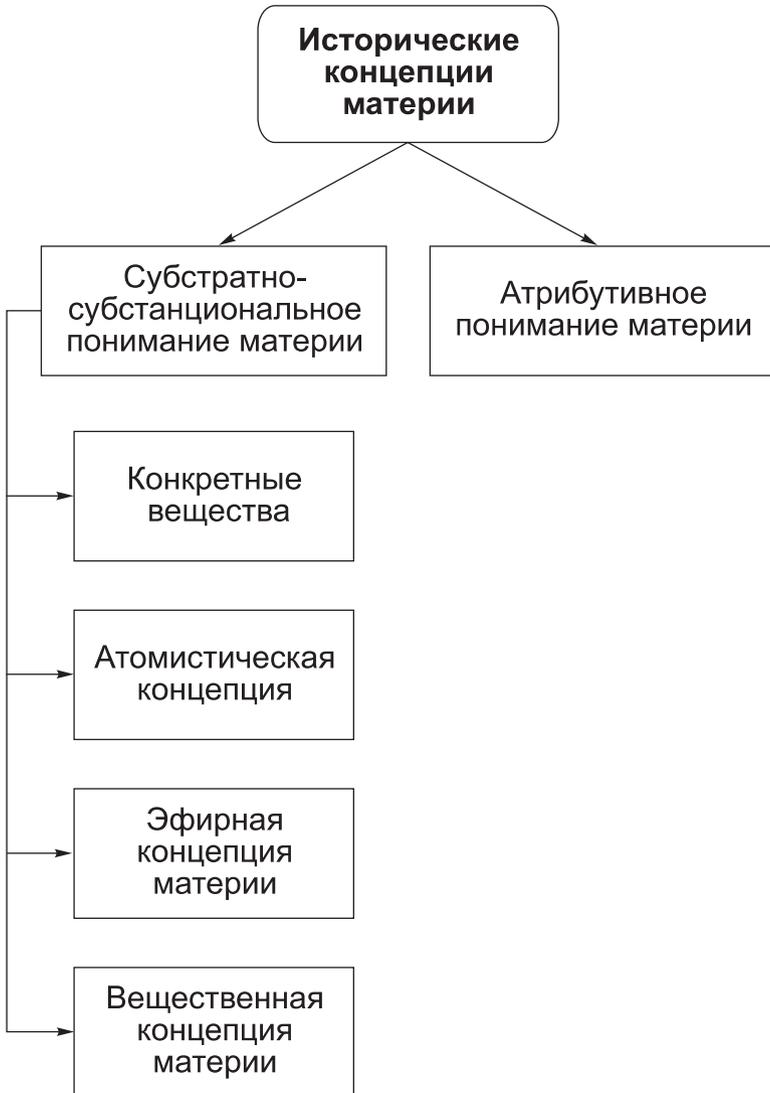 Исторические
концепции
материи
Субстратно-
субстанциональное
понимание материи
Атрибутивное
понимание материи
Конкретные
вещества
Атомистическая
концепция
Эфирная
концепция
материи
Вещественная
концепция
материи